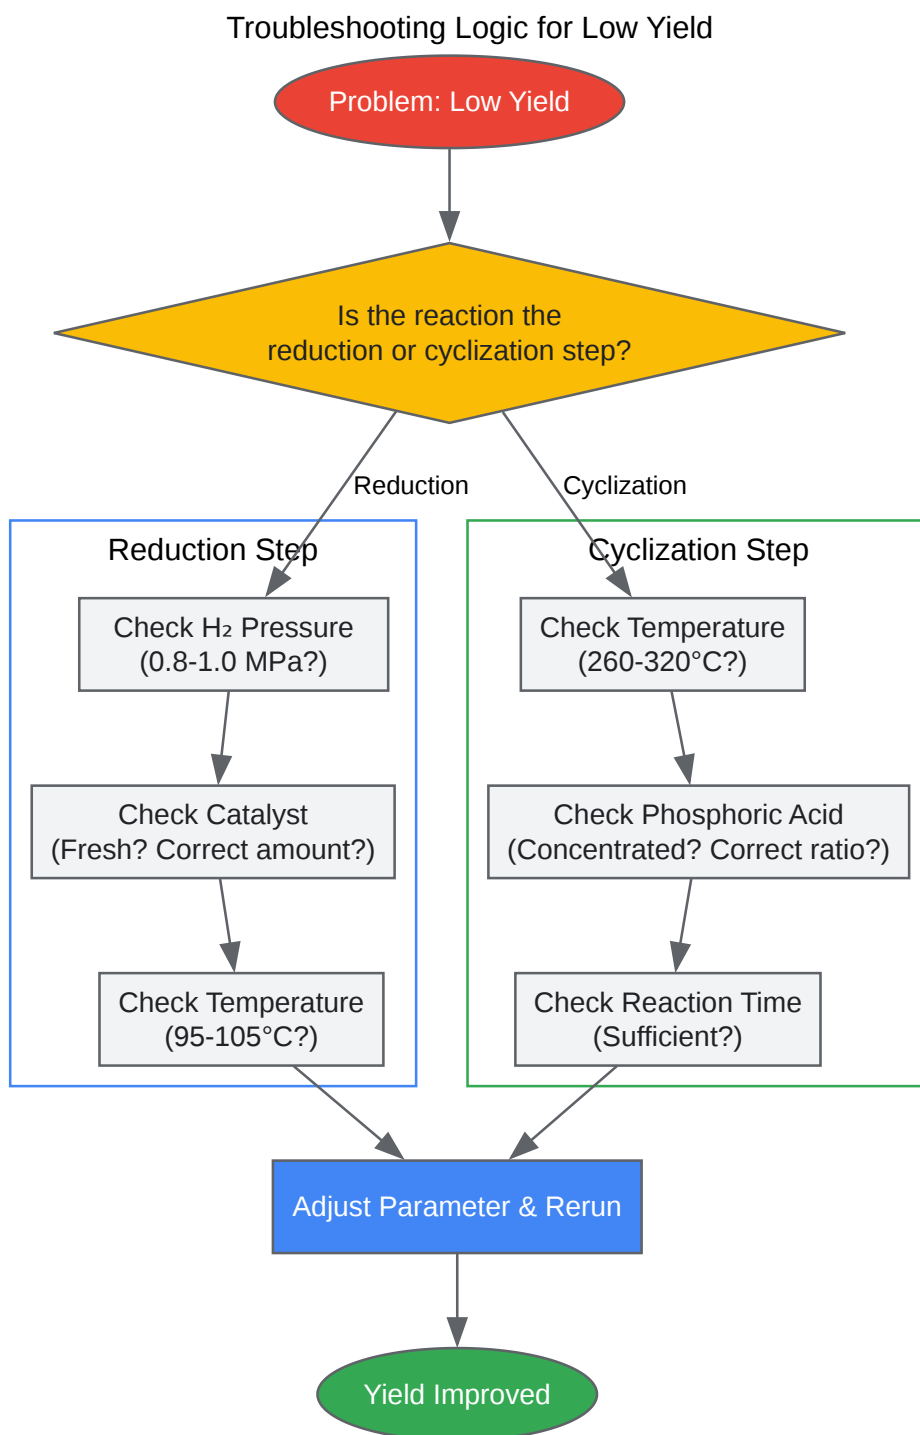 Troubleshooting Logic for Low Yield
Problem: Low Yield
Is the reaction the
reduction or cyclization step?
Reduction
Cyclization
Reduction Step
Check H₂ Pressure
(0.8-1.0 MPa?)
Check Catalyst
(Fresh? Correct amount?)
Check Temperature
(95-105°C?)
Cyclization Step
Check Temperature
(260-320°C?)
Check Phosphoric Acid
(Concentrated? Correct ratio?)
Check Reaction Time
(Sufficient?)
Adjust Parameter & Rerun
Yield Improved